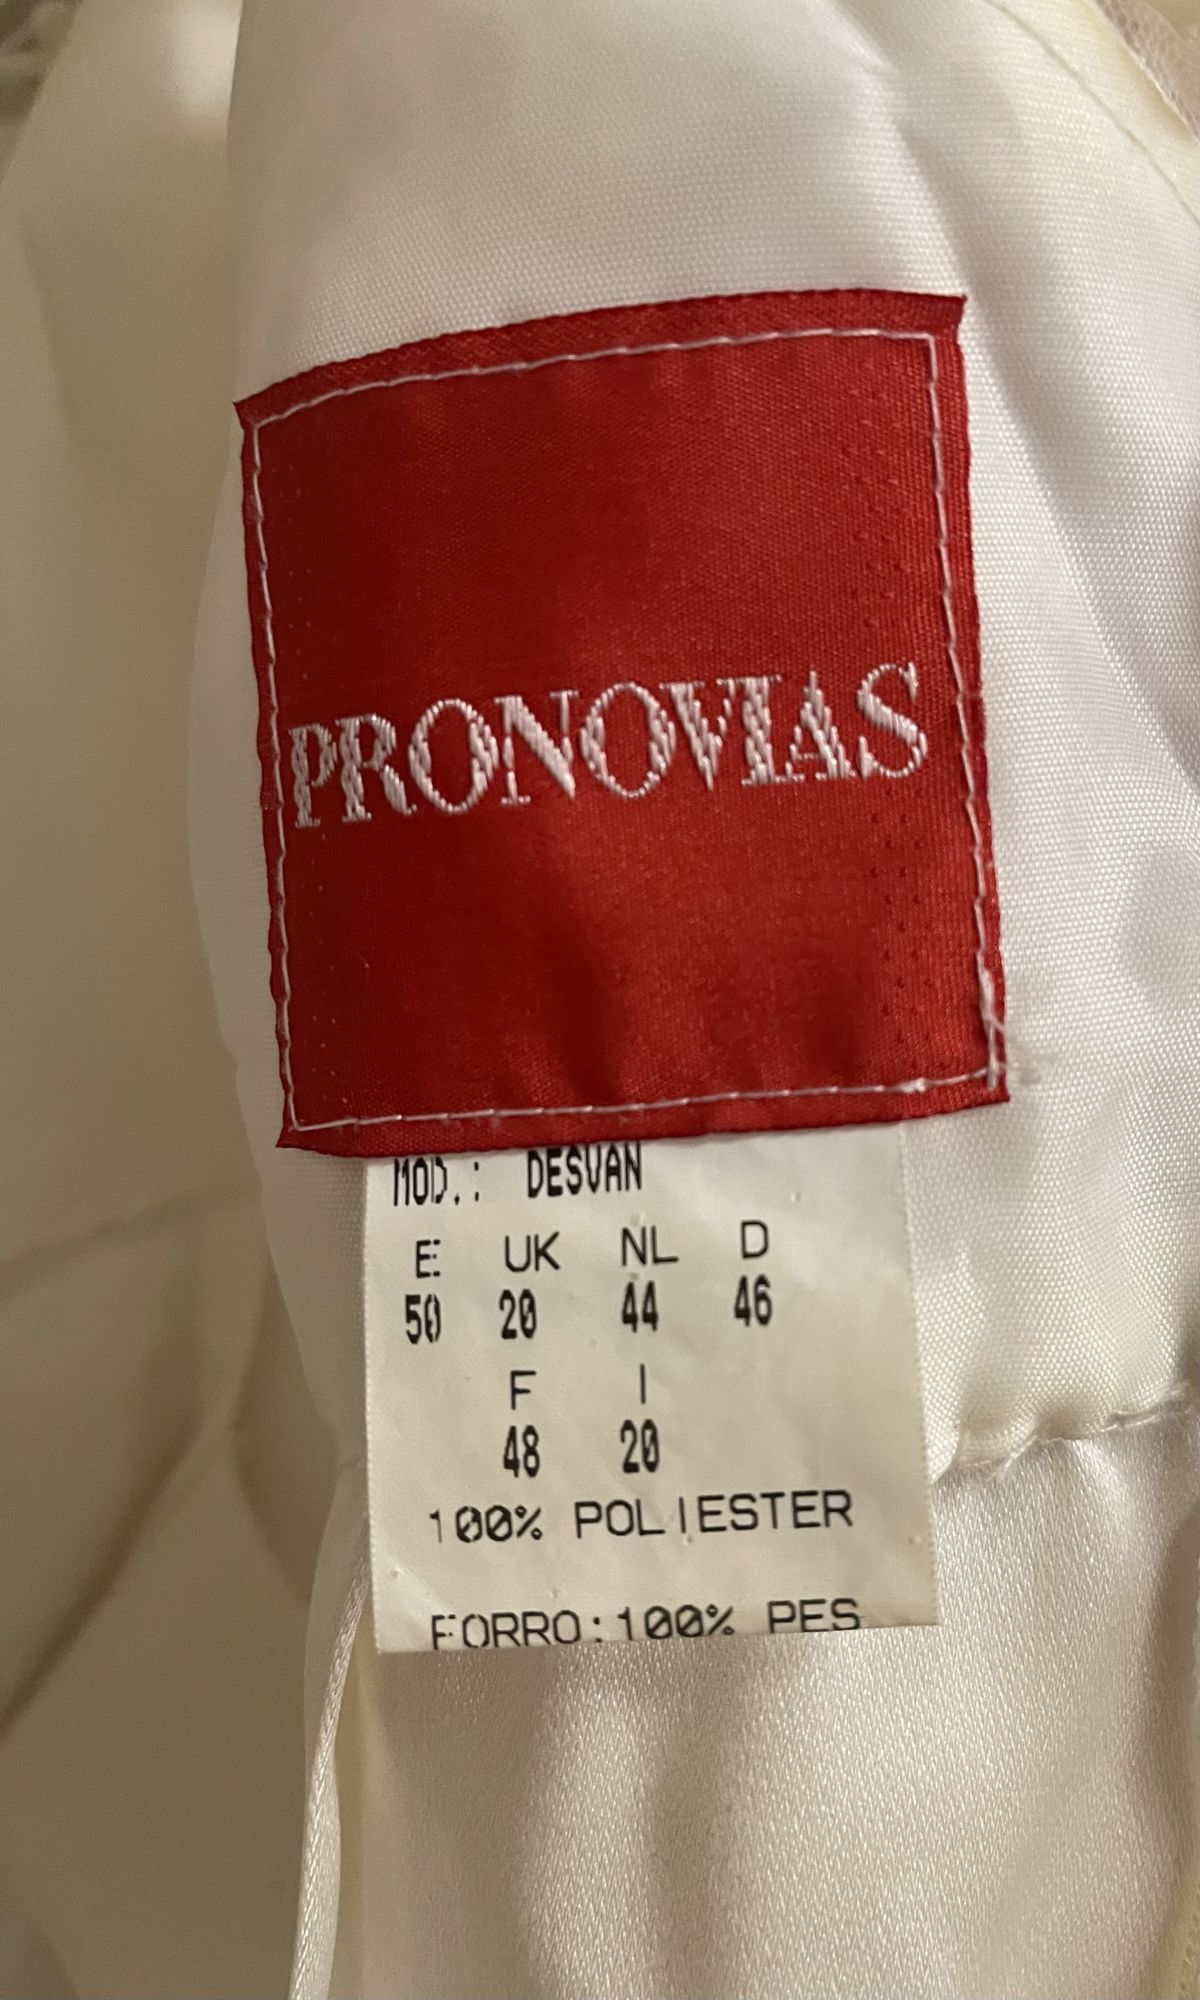 PRONOVIAS
MOD.: DESVAN
E UK NL D
50 20 44 46
F I
48 20
100% POLIESTER
FORRO:100% PES